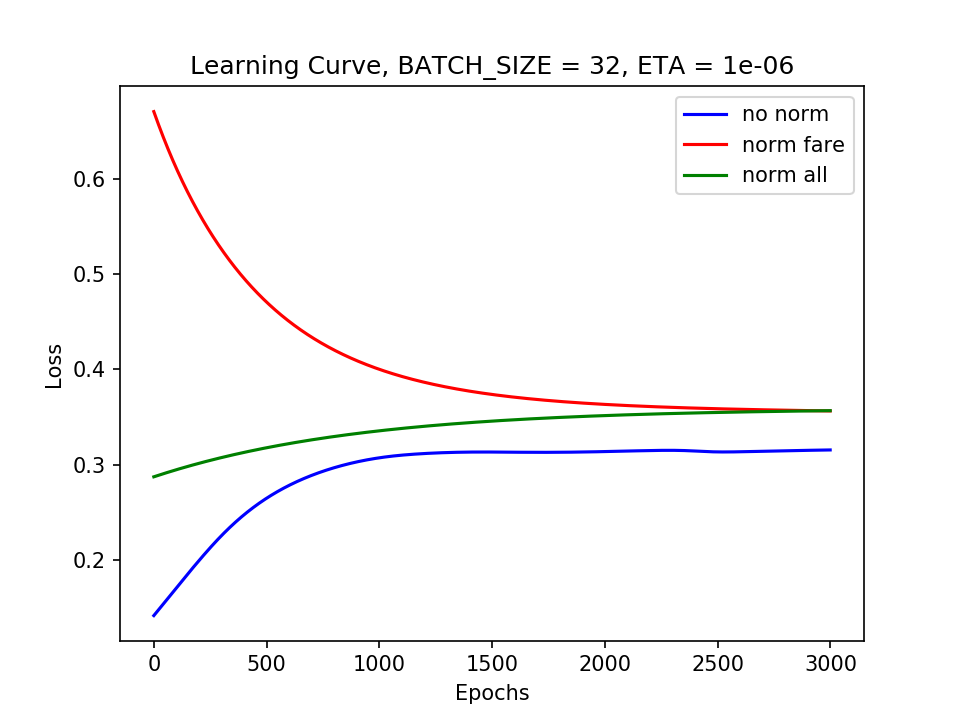 Learning Curve, BATCH_SIZE = 32, ETA = 1e-06
no norm
norm fare
norm all
Loss
0.6
0.5
0.4
0.3
0.2
0 500 1000 1500 2000 2500 3000
Epochs